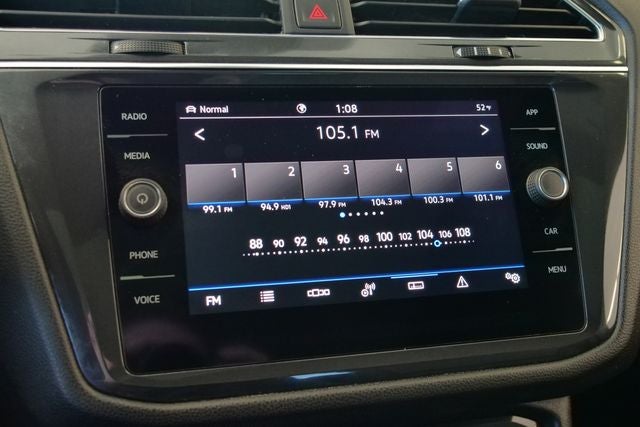 RADIO
MEDIA
PHONE
VOICE
Normal 1:08 52°F
< 105.1 FM >
1 2 3 4 5 6
99.1 FM 94.9 HD1 97.9 FM 104.3 FM 100.3 FM 101.1 FM
88 90 92 94 96 98 100 102 104 106 108
FM
APP
SOUND
CAR
MENU